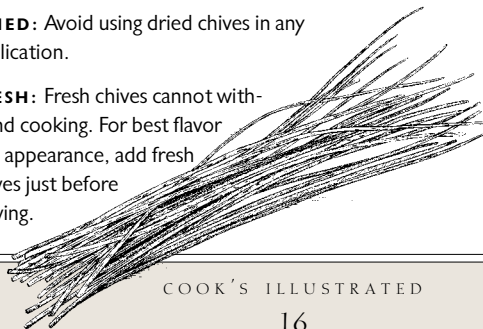 IED: Avoid using dried chives in any
lication.
ESH: Fresh chives cannot with-
nd cooking. For best flavor
appearance, add fresh
ves just before
ving.
COOK'S ILLUSTRATED
16